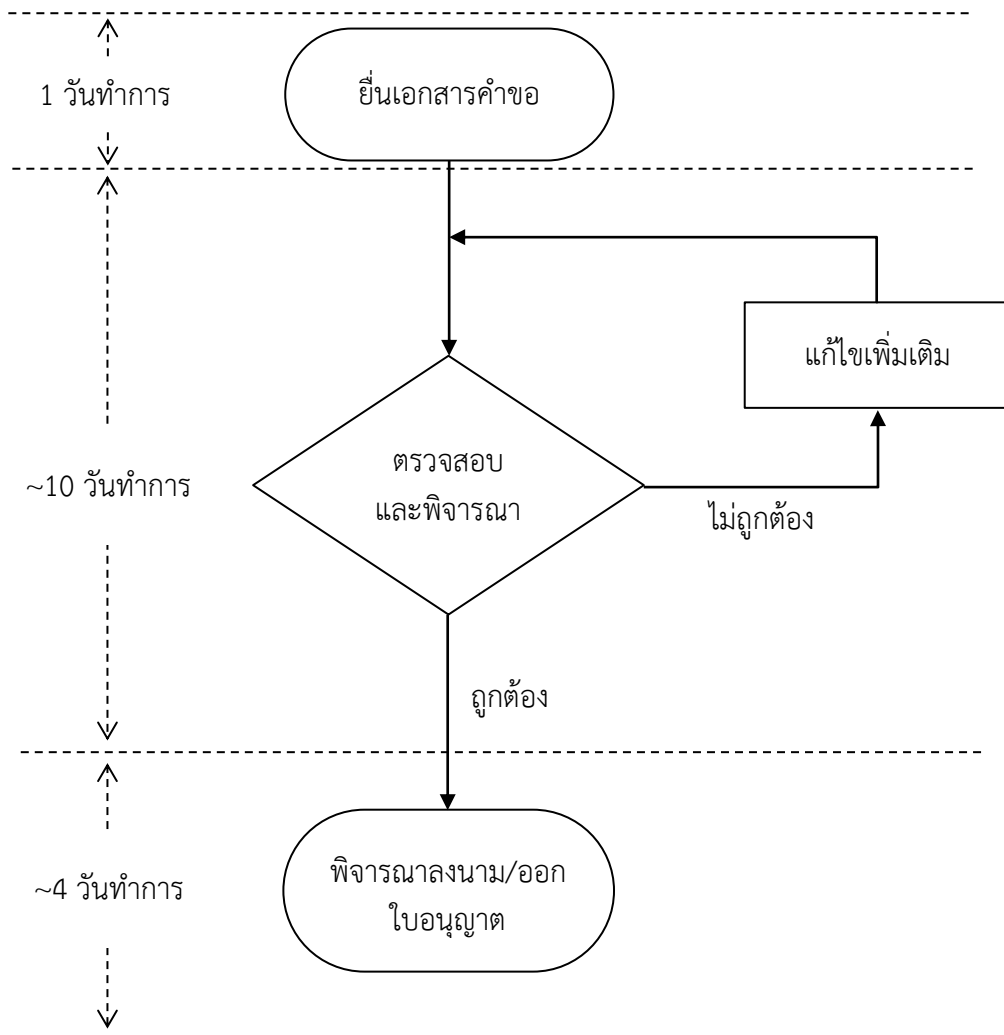 1 วันทำการ
ยื่นเอกสารคำขอ
แก้ไขเพิ่มเติม
ตรวจสอบ
และพิจารณา
~10 วันทำการ
ไม่ถูกต้อง
ถูกต้อง
พิจารณาลงนาม/ออก
ใบอนุญาต
~4 วันทำการ